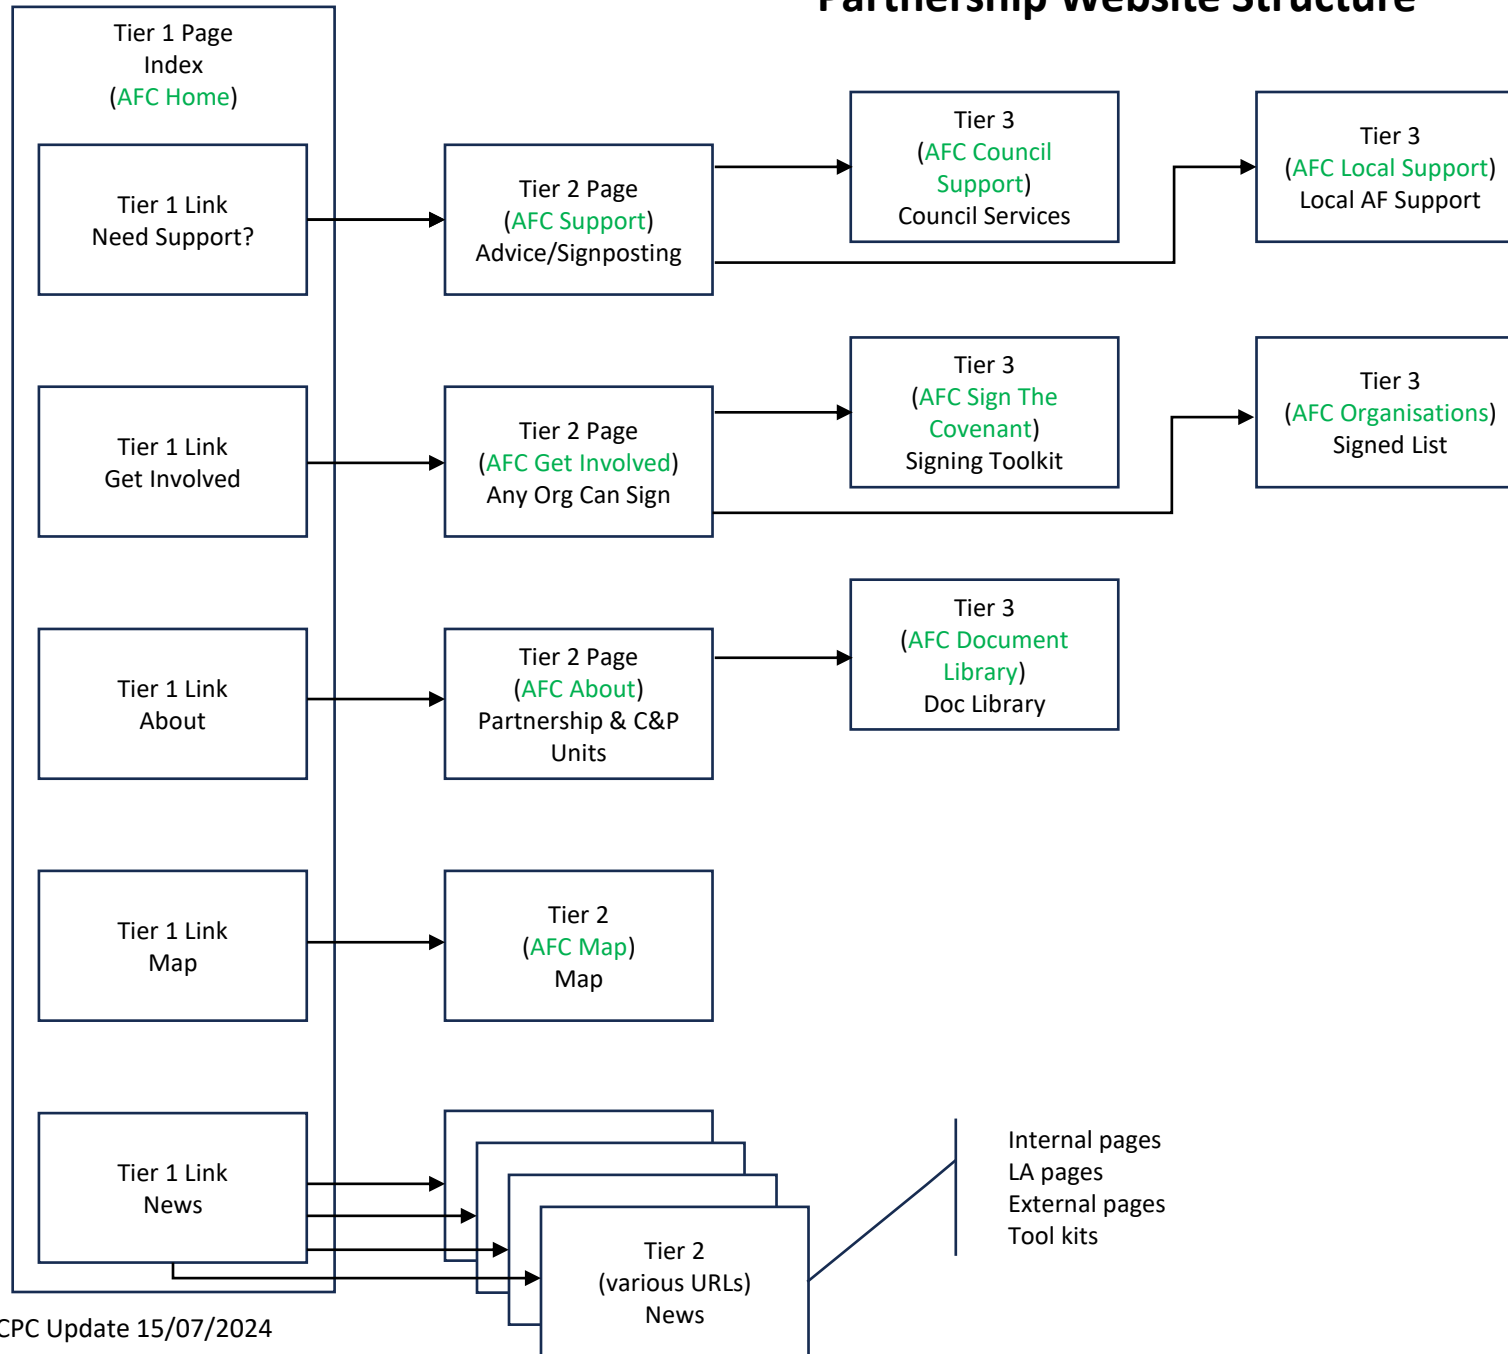 Partnership Website Structure
Tier 1 Page
Index
(AFC Home)
Tier 1 Link
Need Support?
Tier 2 Page
(AFC Support)
Advice/Signposting
Tier 3
(AFC Council
Support)
Council Services
Tier 3
(AFC Local Support)
Local AF Support
Tier 1 Link
Get Involved
Tier 2 Page
(AFC Get Involved)
Any Org Can Sign
Tier 3
(AFC Sign The
Covenant)
Signing Toolkit
Tier 3
(AFC Organisations)
Signed List
Tier 1 Link
About
Tier 2 Page
(AFC About)
Partnership & C&P
Units
Tier 3
(AFC Document
Library)
Doc Library
Tier 1 Link
Map
Tier 2
(AFC Map)
Map
Tier 1 Link
News
Tier 2
(various URLs)
News
Internal pages
LA pages
External pages
Tool kits
CPC Update 15/07/2024